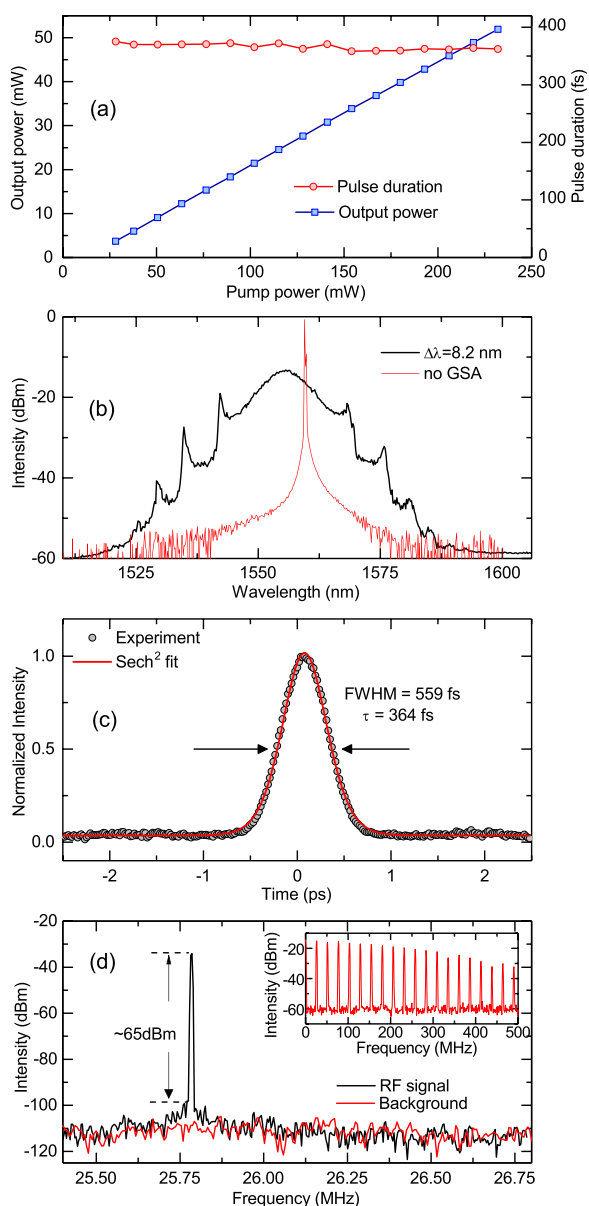 50
40
30
20
10
0
Output power (mW)
400
300
200
100
0
Pulse duration (fs)
(a)
Pulse duration
Output power
0 50 100 150 200 250
Pump power (mW)
0
-20
-40
-60
Intensity (dBm)
(b)
Δλ=8.2 nm
no GSA
1525 1550 1575 1600
Wavelength (nm)
1.0
0.5
0.0
Normalized Intensity
Experiment
Sech² fit
(c)
FWHM = 559 fs
τ = 364 fs
-2 -1 0 1 2
Time (ps)
-20
-40
-60
-80
-100
-120
Intensity (dBm)
(d)
~65dBm
-20
-40
-60
Intensity (dBm)
0 100 200 300 400 500
Frequency (MHz)
RF signal
Background
25.50 25.75 26.00 26.25 26.50 26.75
Frequency (MHz)